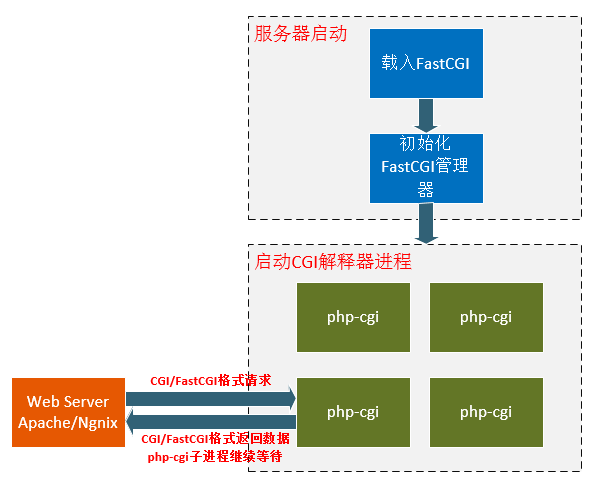 服务器启动
载入FastCGI
初始化
FastCGI管理
器
启动CGI解释器进程
php-cgi
php-cgi
CGI/FastCGI格式请求
Web Server
Apache/Ngnix
php-cgi
php-cgi
CGI/FastCGI格式返回数据
php-cgi子进程继续等待